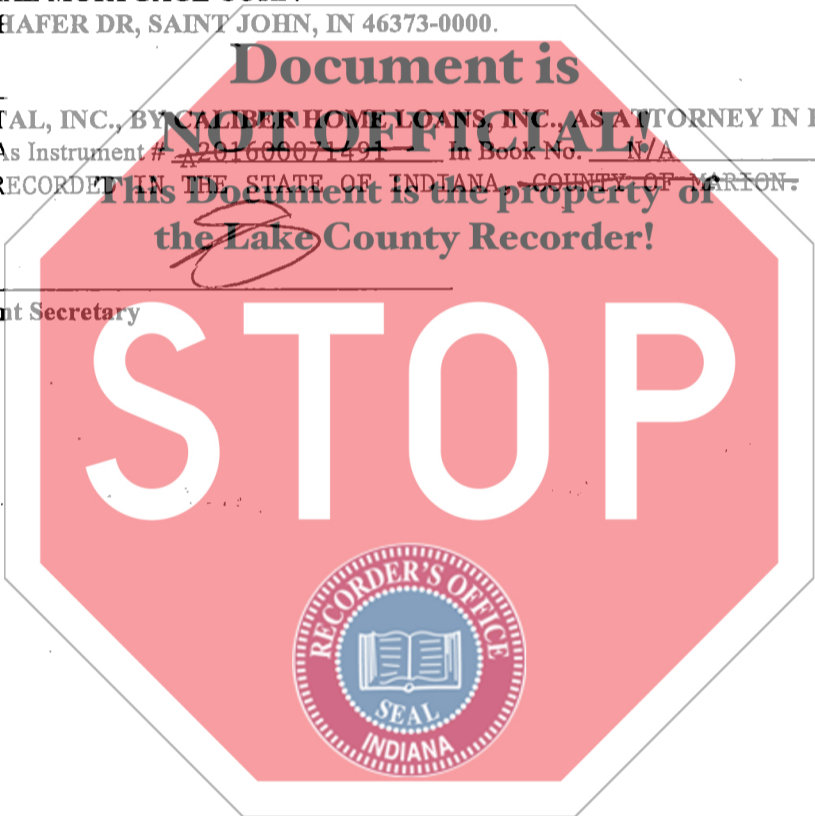 HAFER DR, SAINT JOHN, IN 46373-0000.
Document is
TAL, INC., BY CALIBER HOME LOANS, INC., AS ATTORNEY IN
NOT OFFICIAL!
As Instrument # A201600071491 In Book No. N/A
RECORDED IN THE STATE OF INDIANA, COUNTY OF MARION.
This Document is the property of
the Lake County Recorder!
nt Secretary
STOP
RECORDER'S OFFICE
SEAL
INDIANA